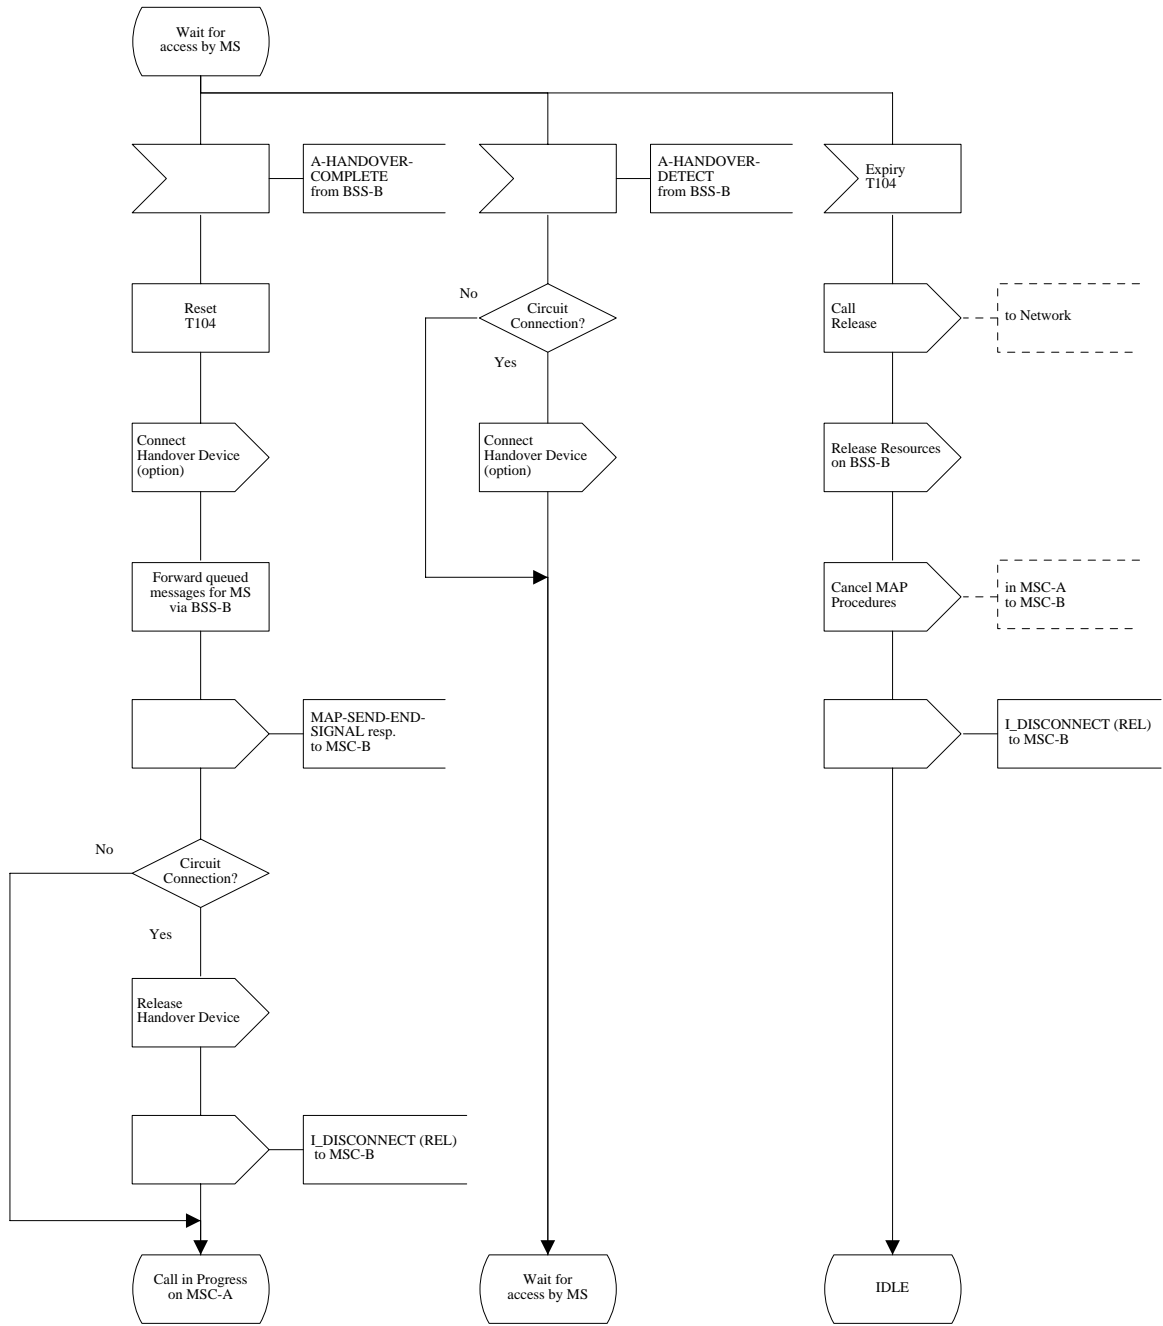 Wait for
access by MS
A-HANDOVER-
COMPLETE
from BSS-B
A-HANDOVER-
DETECT
from BSS-B
Expiry
T104
Reset
T104
No
Circuit
Connection?
Yes
Call
Release
to Network
Connect
Handover Device
(option)
Connect
Handover Device
(option)
Release Resources
on BSS-B
Forward queued
messages for MS
via BSS-B
Cancel MAP
Procedures
in MSC-A
to MSC-B
MAP-SEND-END-
SIGNAL resp.
to MSC-B
I_DISCONNECT (REL)
to MSC-B
No
Circuit
Connection?
Yes
Release
Handover Device
I_DISCONNECT (REL)
to MSC-B
Call in Progress
on MSC-A
Wait for
access by MS
IDLE